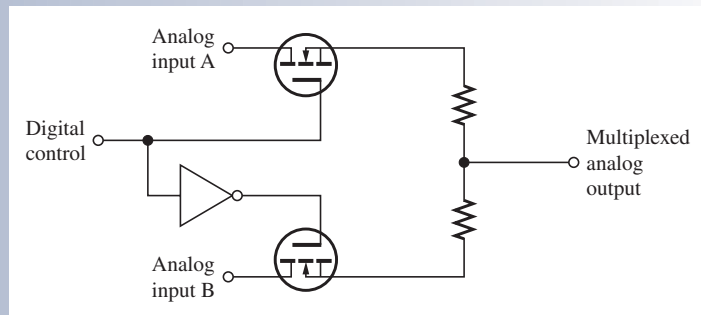 Analog
input A
Digital
control
Multiplexed
analog
output
Analog
input B